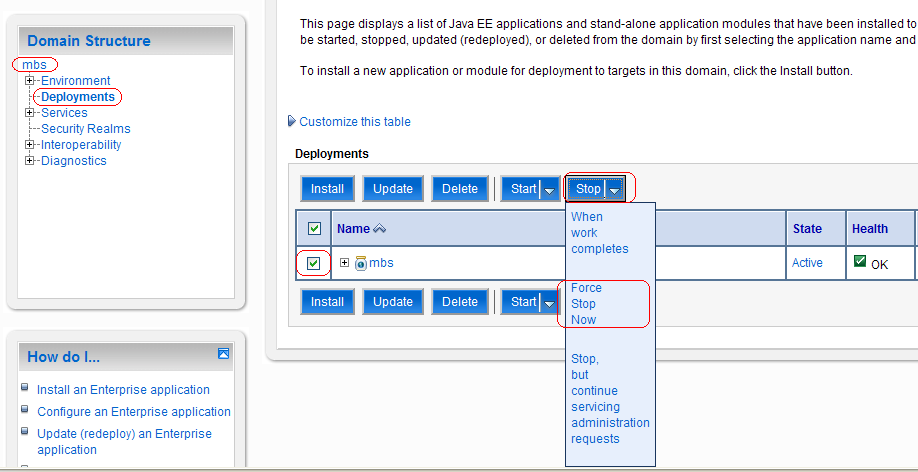 Domain Structure
mbs
Environment
Deployments
Services
Security Realms
Interoperability
Diagnostics
How do I...
Install an Enterprise application
Configure an Enterprise application
Update (redeploy) an Enterprise
application
This page displays a list of Java EE applications and stand-alone application modules that have been installed to
be started, stopped, updated (redeployed), or deleted from the domain by first selecting the application name and
To install a new application or module for deployment to targets in this domain, click the Install button.
Customize this table
Deployments
Install Update Delete Start Stop
Name State Health
mbs Active OK
Install Update Delete Start
When
work
completes
Force
Stop
Now
Stop,
but
continue
servicing
administration
requests